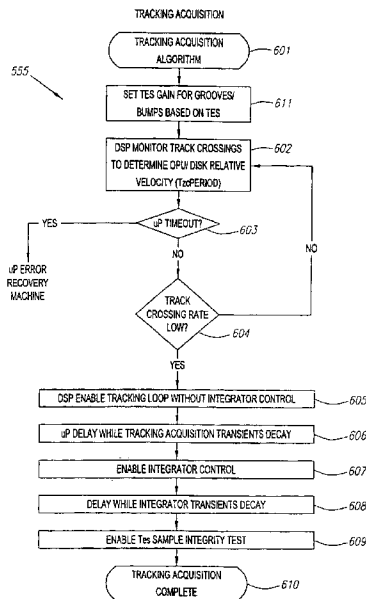 TRACKING ACQUISITION
TRACKING ACQUISITION
ALGORITHM
601
555
SET TES GAIN FOR GROOVES/
BUMPS BASED ON TES
611
DSP MONITOR TRACK CROSSINGS
TO DETERMINE OPU/ DISK RELATIVE
VELOCITY (TzcPERIOD)
602
YES
uP TIMEOUT?
603
NO
NO
uP ERROR
RECOVERY
MACHINE
TRACK
CROSSING RATE
LOW?
604
YES
DSP ENABLE TRACKING LOOP WITHOUT INTEGRATOR CONTROL
605
uP DELAY WHILE TRACKING ACQUISITION TRANSIENTS DECAY
606
ENABLE INTEGRATOR CONTROL
607
DELAY WHILE INTEGRATOR TRANSIENTS DECAY
608
ENABLE Tes SAMPLE INTEGRITY TEST
609
TRACKING ACQUISITION
COMPLETE
610